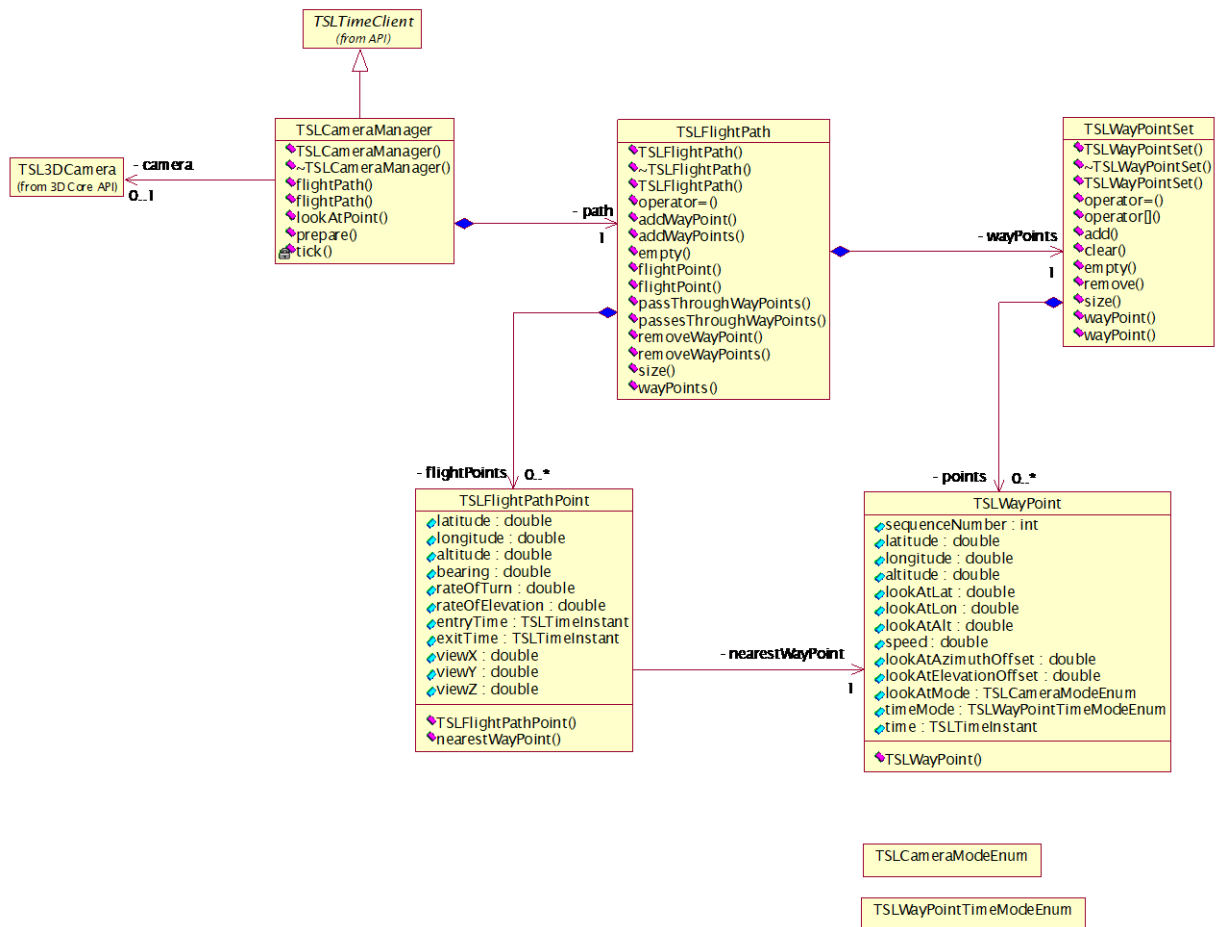 TSLTimeClient
(from API)
TSLCameraManager
TSLCameraManager()
~TSLCameraManager()
flightPath()
flightPath()
lookAtPoint()
prepare()
tick()
TSL3DCamera
(from 3D Core API)
- camera
0..1
- path
1
TSLFlightPath
TSLFlightPath()
~TSLFlightPath()
TSLFlightPath()
operator=()
addWayPoint()
addWayPoints()
empty()
flightPoint()
flightPoint()
passThroughWayPoints()
passesThroughWayPoints()
removeWayPoint()
removeWayPoints()
size()
wayPoints()
- wayPoints
1
TSLWayPointSet
TSLWayPointSet()
~TSLWayPointSet()
TSLWayPointSet()
operator=()
operator[]()
add()
clear()
empty()
remove()
size()
wayPoint()
wayPoint()
- flightPoints 0..*
TSLFlightPathPoint
latitude : double
longitude : double
altitude : double
bearing : double
rateOfTurn : double
rateOfElevation : double
entryTime : TSLTimeInstant
exitTime : TSLTimeInstant
viewX : double
viewY : double
viewZ : double
TSLFlightPathPoint()
nearestWayPoint()
- nearestWayPoint
1
- points 0..*
TSLWayPoint
sequenceNumber : int
latitude : double
longitude : double
altitude : double
lookAtLat : double
lookAtLon : double
lookAtAlt : double
speed : double
lookAtAzimuthOffset : double
lookAtElevationOffset : double
lookAtMode : TSLCameraModeEnum
timeMode : TSLWayPointTimeModeEnum
time : TSLTimeInstant
TSLWayPoint()
TSLCameraModeEnum
TSLWayPointTimeModeEnum